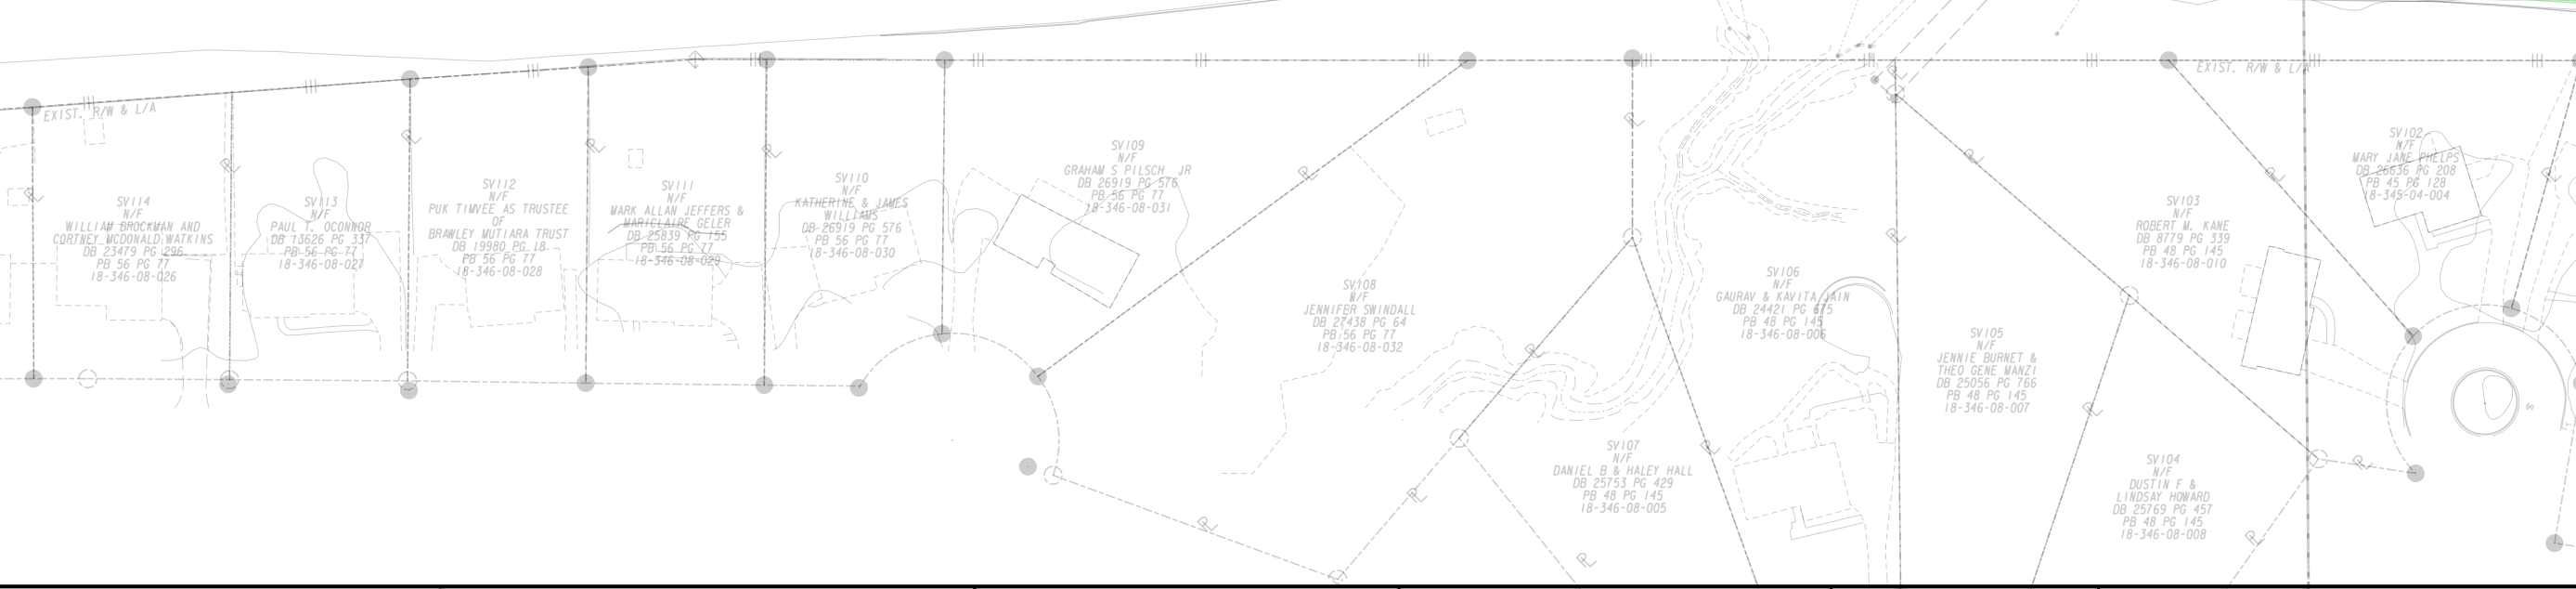 EXIST. R/W & L/A
SV114
N/F
WILLIAM BROCKMAN AND
CORTNEY MCDONALD WATKINS
DB 23479 PG 296
PB 56 PG 77
18-346-08-026
SV113
N/F
PAUL T. OCONNOR
DB 13626 PG 337
PB 56 PG 77
18-346-08-027
SV112
N/F
PUK TIMVEE AS TRUSTEE
OF
BRAWLEY MUTIARA TRUST
DB 19980 PG 18
PB 56 PG 77
18-346-08-028
SV111
N/F
MARK ALLAN JEFFERS &
MARICLAIRE GELER
DB 25839 PG 155
PB 56 PG 77
18-346-08-029
SV110
N/F
KATHERINE & JAMES
WILLIAMS
DB 26919 PG 576
PB 56 PG 77
18-346-08-030
SV109
N/F
GRAHAM S PILSCH JR
DB 26919 PG 576
PB 56 PG 77
18-346-08-031
SV108
N/F
JENNIFER SWINDALL
DB 27438 PG 64
PB 56 PG 77
18-346-08-032
SV107
N/F
DANIEL B & HALEY HALL
DB 25753 PG 429
PB 48 PG 145
18-346-08-005
SV106
N/F
GAURAV & KAVITA JAIN
DB 24421 PG 675
PB 48 PG 145
18-346-08-006
SV105
N/F
JENNIE BURNET &
THEO GENE MANZI
DB 25056 PG 766
PB 48 PG 145
18-346-08-007
SV104
N/F
DUSTIN F &
LINDSAY HOWARD
DB 25769 PG 457
PB 48 PG 145
18-346-08-008
SV103
N/F
ROBERT M. KANE
DB 8779 PG 339
PB 48 PG 145
18-346-08-010
EXIST. R/W & L/A
SV102
N/F
MARY JANE PHELPS
DB 26636 PG 208
PB 45 PG 128
18-345-04-004